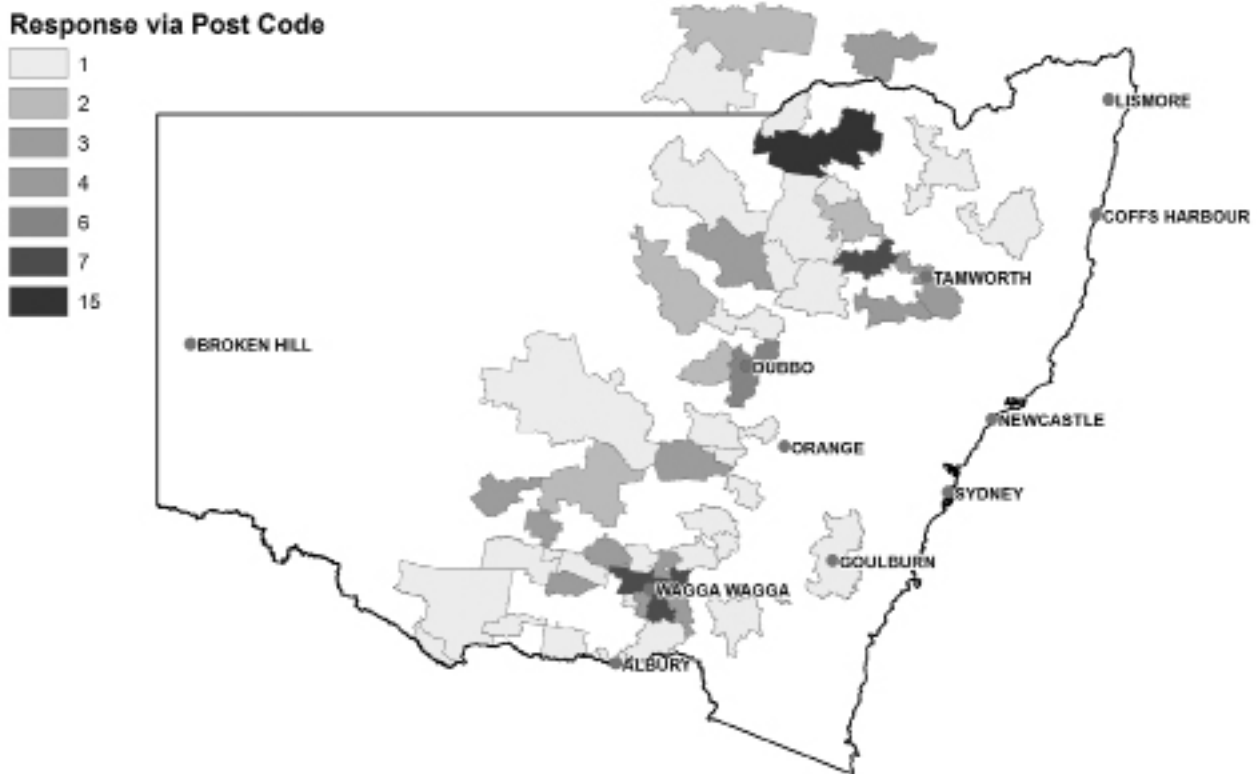 Response via Post Code
1
2
3
4
6
7
15
LISMORE
COFFS HARBOUR
TAMWORTH
BROKEN HILL
DUBBO
NEWCASTLE
ORANGE
SYDNEY
GOULBURN
WAGGA WAGGA
ALBURY